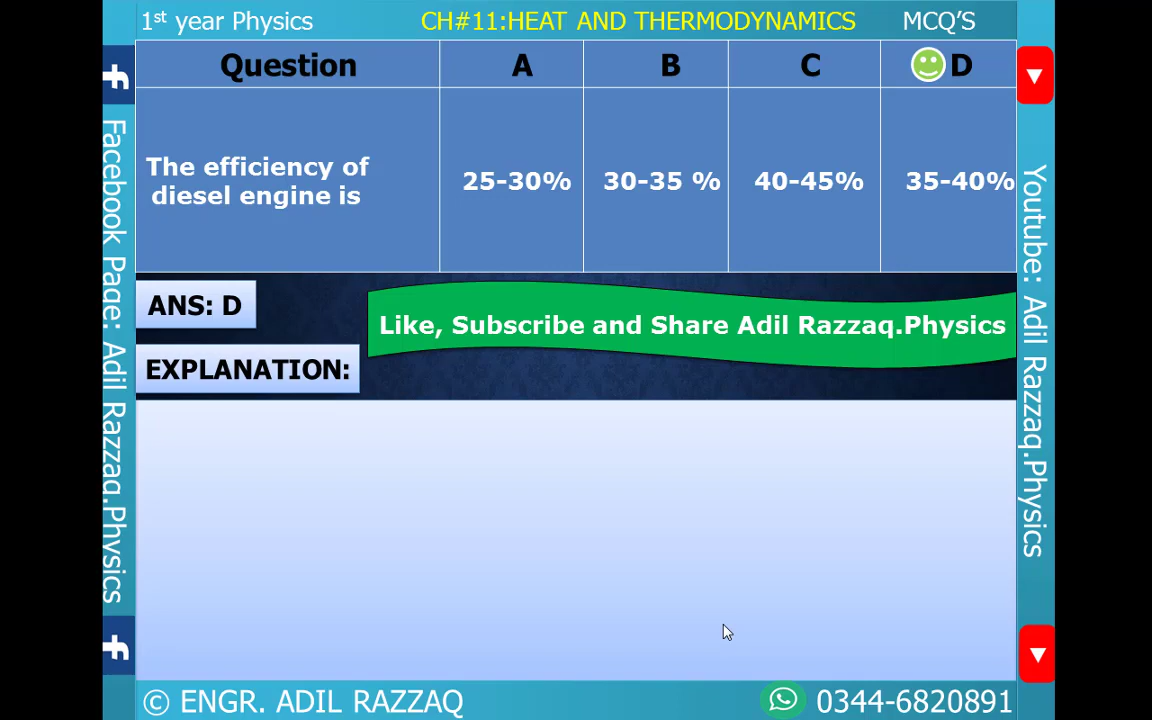 1st year Physics CH#11:HEAT AND THERMODYNAMICS MCQ'S
Question A B C D
The efficiency of
diesel engine is
25-30% 30-35 % 40-45% 35-40%
ANS: D
Like, Subscribe and Share Adil Razzaq.Physics
EXPLANATION:
Facebook Page: Adil Razzaq.Physics
Youtube: Adil Razzaq.Physics
© ENGR. ADIL RAZZAQ 0344-6820891